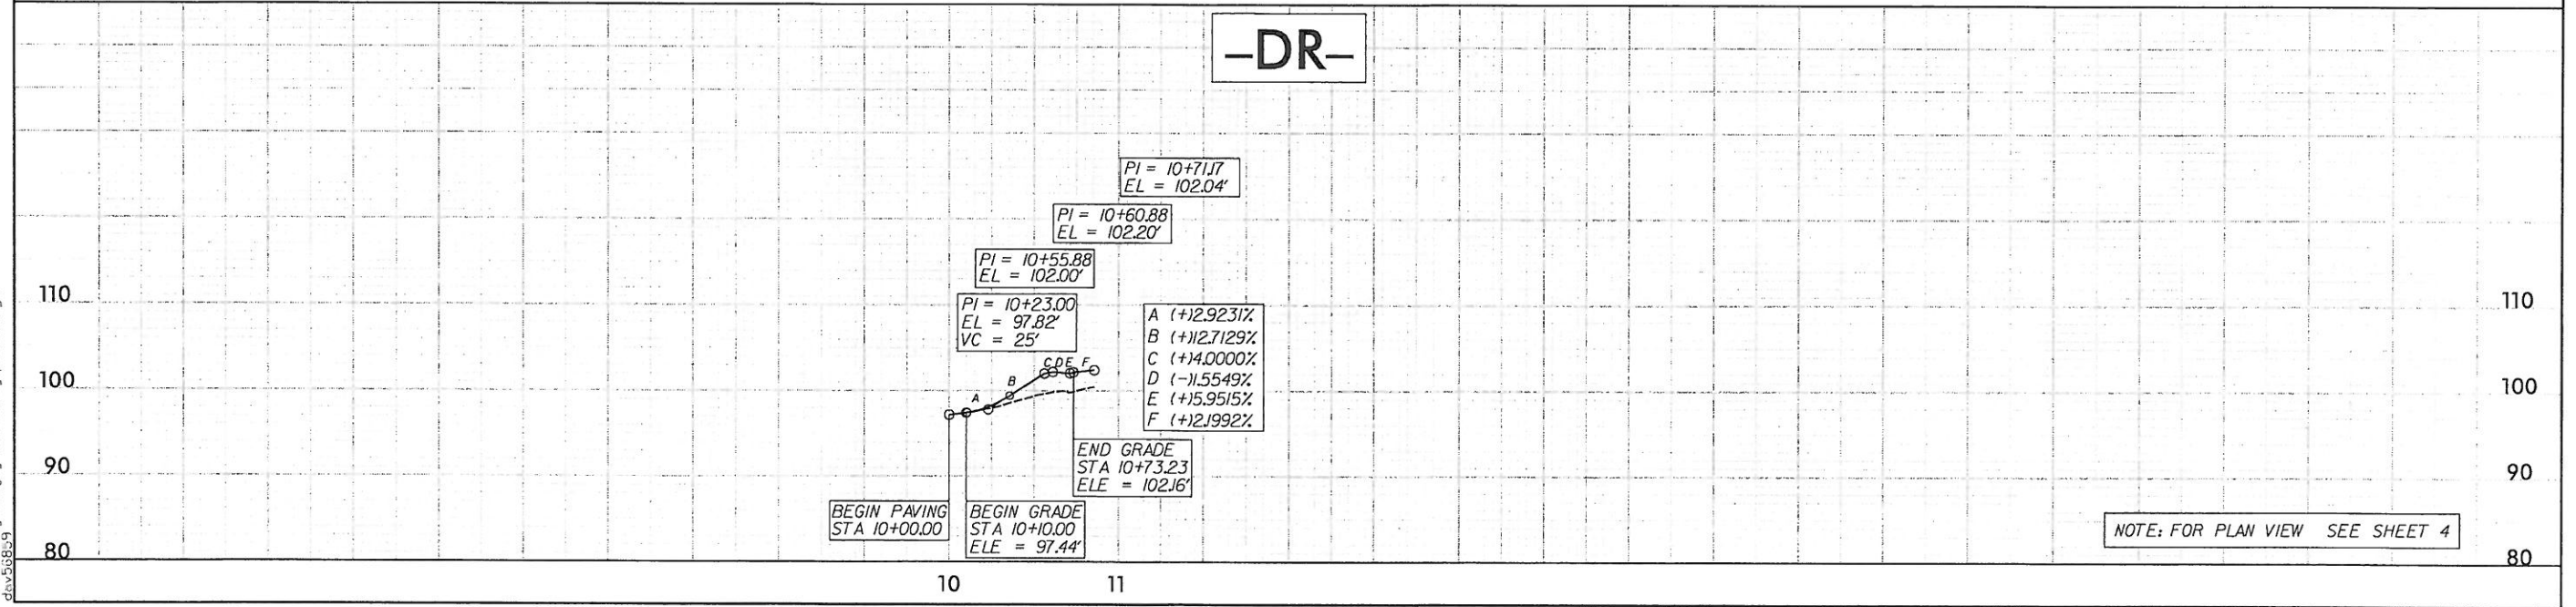 -DR-
PI = 10+71.17
EL = 102.04'
PI = 10+60.88
EL = 102.20'
PI = 10+55.88
EL = 102.00'
PI = 10+23.00
EL = 97.82'
VC = 25'
110
110
A (+)2.9231%
B (+)12.7129%
C (+)4.0000%
D (-)1.5549%
E (+)5.9515%
F (+)2.1992%
C D E F
B
A
100
100
90
90
END GRADE
STA 10+73.23
ELE = 102.16'
BEGIN PAVING
STA 10+00.00
BEGIN GRADE
STA 10+10.00
ELE = 97.44'
NOTE: FOR PLAN VIEW SEE SHEET 4
80
80
10
11